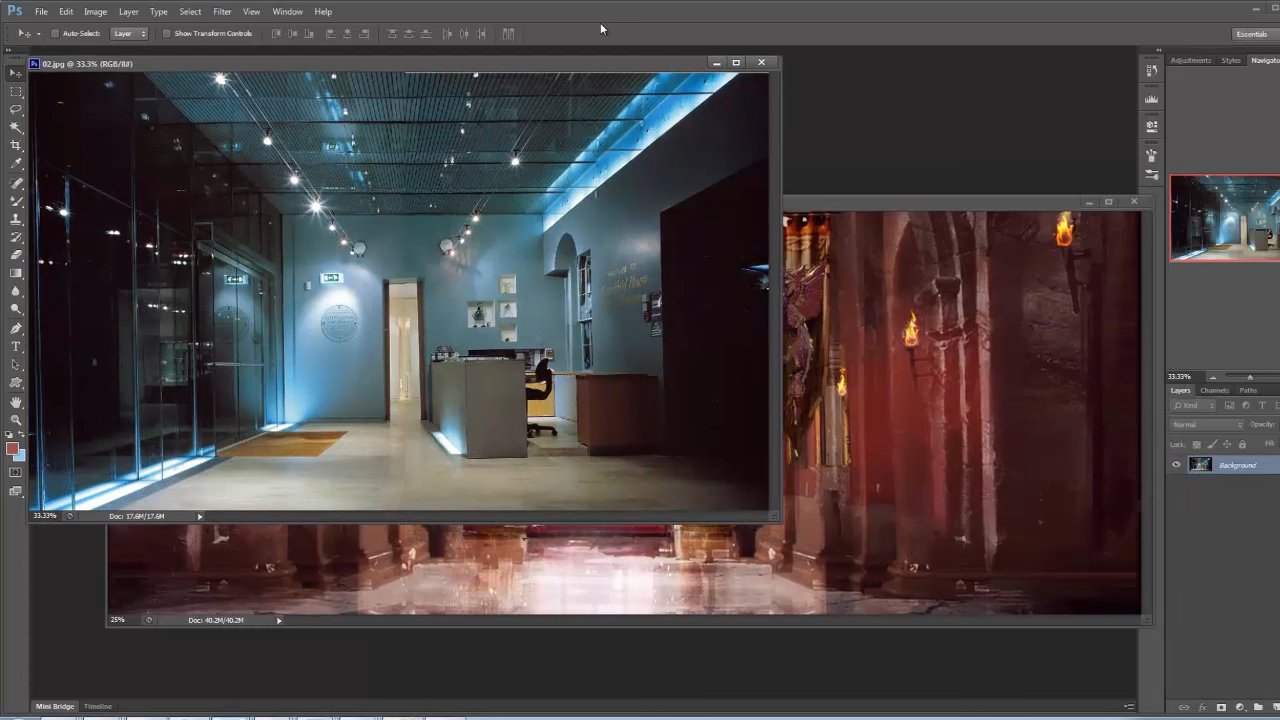 Ps File Edit Image Layer Type Select Filter View Window Help
Auto-Select: Layer Show Transform Controls Essentials
Ps 02.jpg @ 33.3% (RGB/8#)
Adjustments Styles Navigato
33.33%
Layers Channels Paths
Kind
Normal Opacity:
Lock: Fill
Background
33.33% Doc: 17.6M/17.6M
25% Doc: 40.2M/40.2M
Mini Bridge Timeline